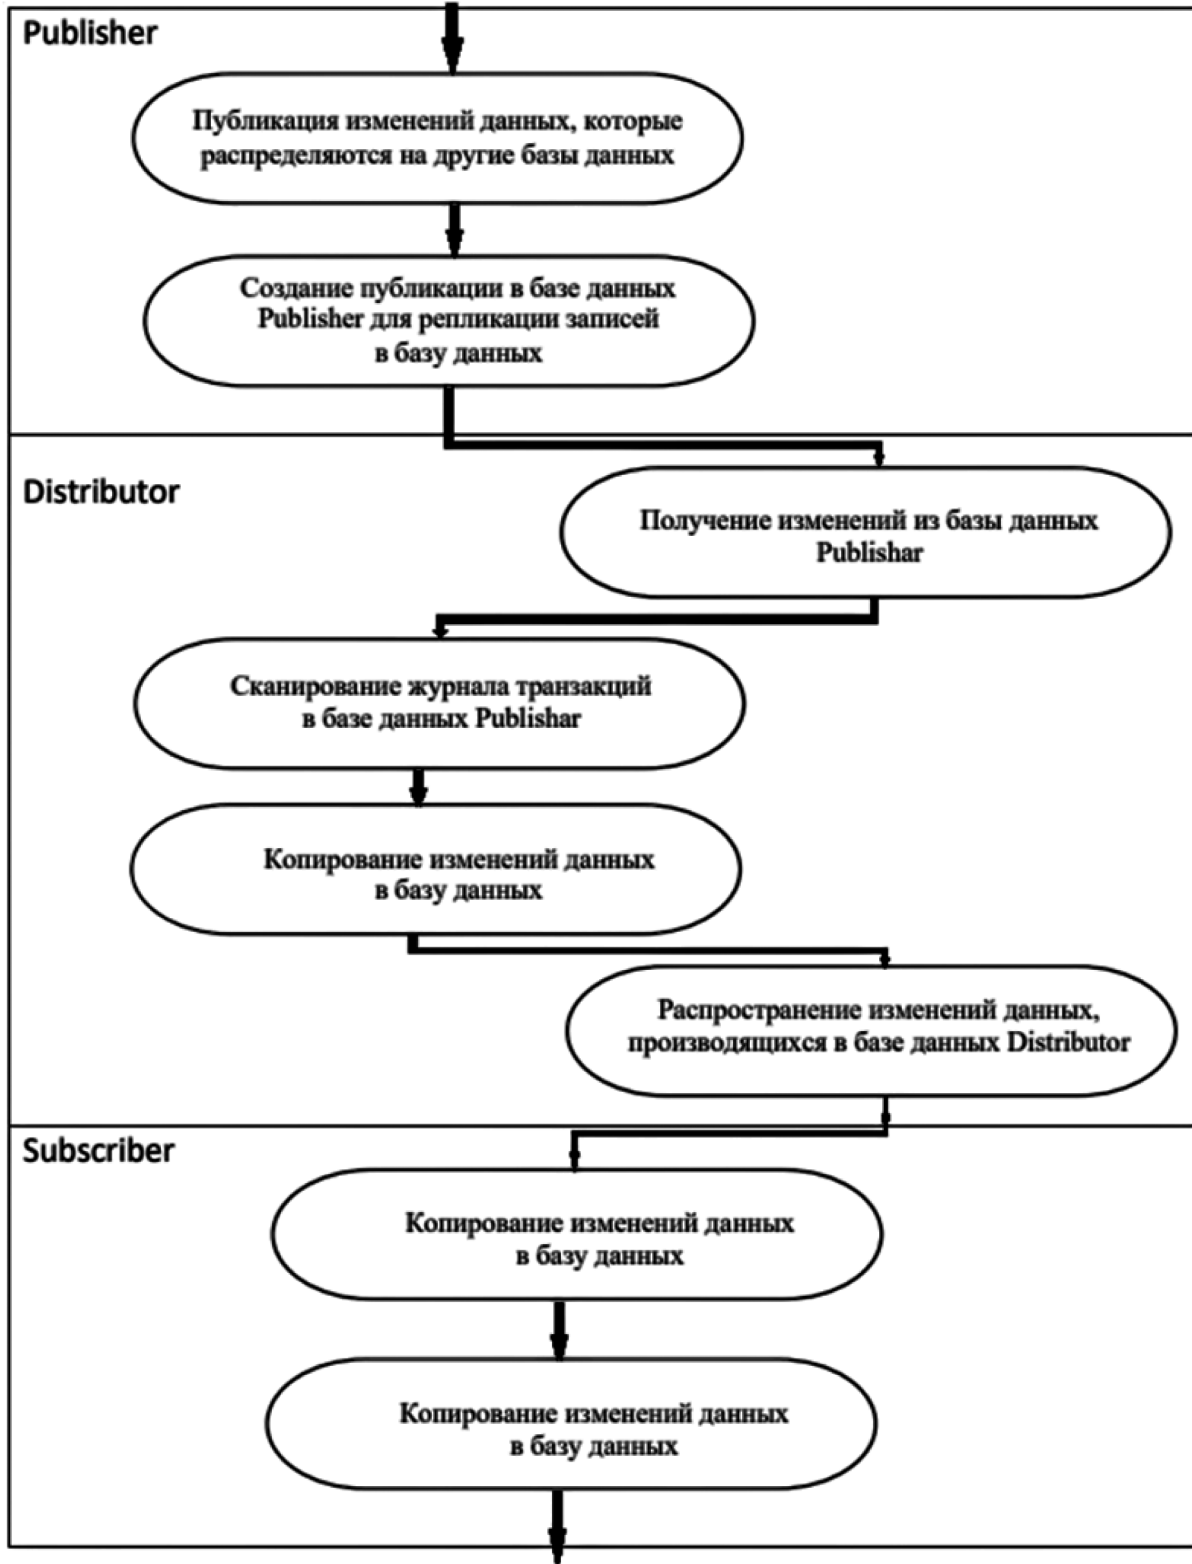 Publisher
Публикация изменений данных, которые
распределяются на другие базы данных
Создание публикации в базе данных
Publisher для репликации записей
в базу данных
Distributor
Получение изменений из базы данных
Publishar
Сканирование журнала транзакций
в базе данных Publishar
Копирование изменений данных
в базу данных
Распространение изменений данных,
производящихся в базе данных Distributor
Subscriber
Копирование изменений данных
в базу данных
Копирование изменений данных
в базу данных